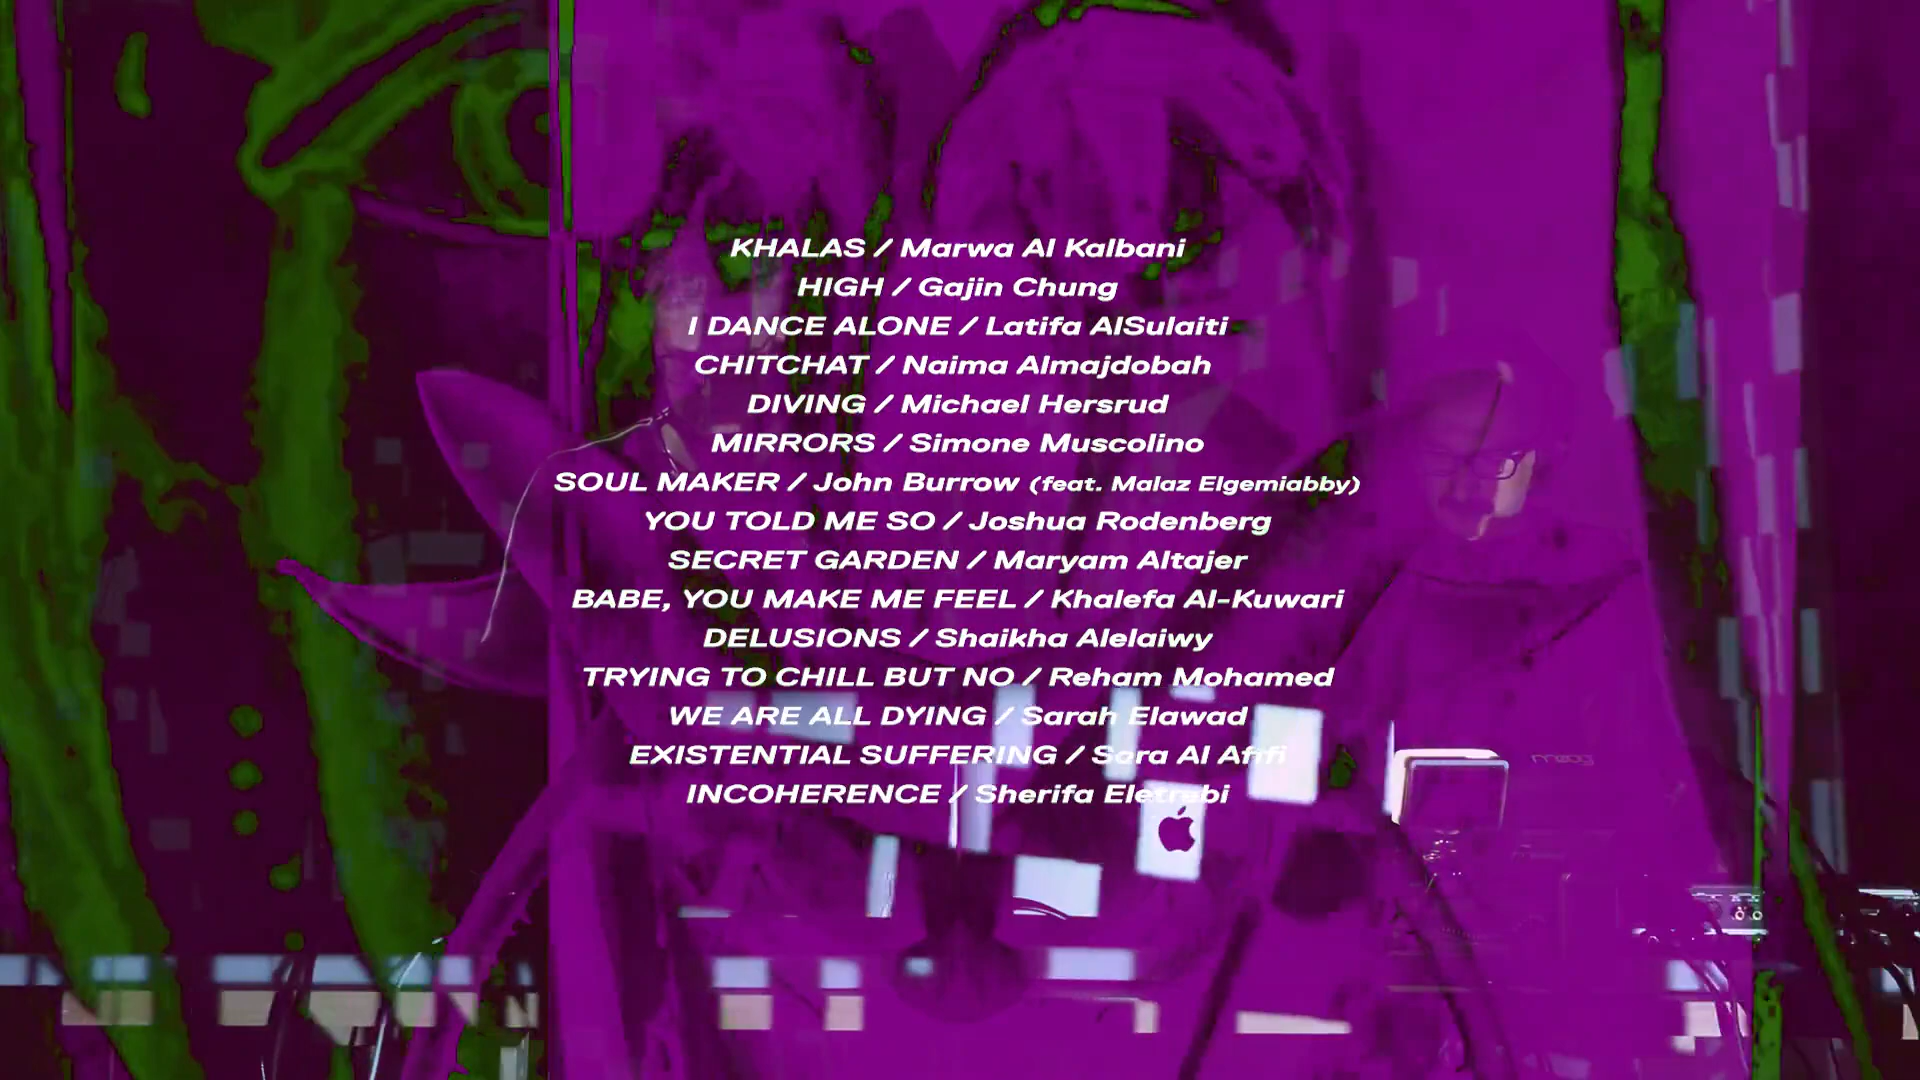 KHALAS / Marwa Al Kalbani
HIGH / Gajin Chung
I DANCE ALONE / Latifa AlSulaiti
CHITCHAT / Naima Almajdobah
DIVING / Michael Hersrud
MIRRORS / Simone Muscolino
SOUL MAKER / John Burrow (feat. Malaz Elgemiabby)
YOU TOLD ME SO / Joshua Rodenberg
SECRET GARDEN / Maryam Altajer
BABE, YOU MAKE ME FEEL / Khalefa Al-Kuwari
DELUSIONS / Shaikha Alelaiwy
TRYING TO CHILL BUT NO / Reham Mohamed
WE ARE ALL DYING / Sarah Elawad
EXISTENTIAL SUFFERING / Sara Al Afifi
moog
INCOHERENCE / Sherifa Eletrebi